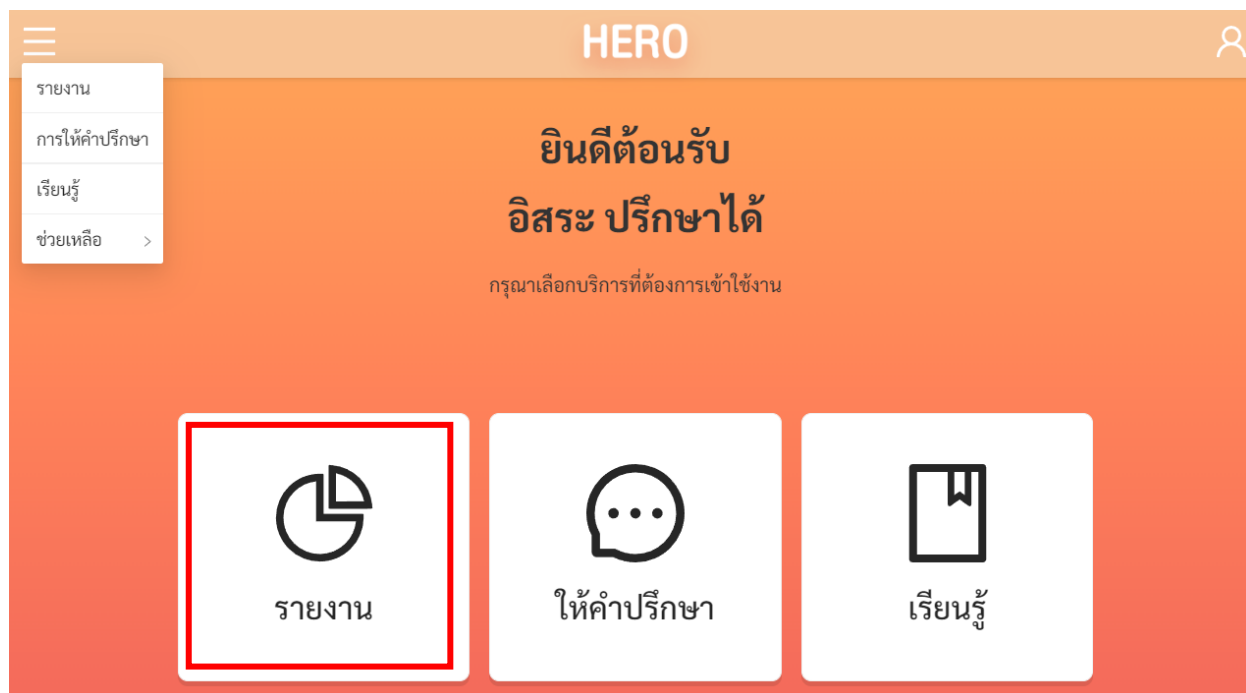 HERO
รายงาน
การให้คำปรึกษา
เรียนรู้
ช่วยเหลือ >
ยินดีต้อนรับ
อิสระ ปรึกษาได้
กรุณาเลือกบริการที่ต้องการเข้าใช้งาน
รายงาน
ให้คำปรึกษา
เรียนรู้